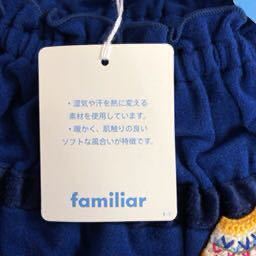 ・湿気や汗を熱に変える
素材を使用しています。
・暖かく、肌触りの良い
ソフトな風合いが特徴です。
familiar